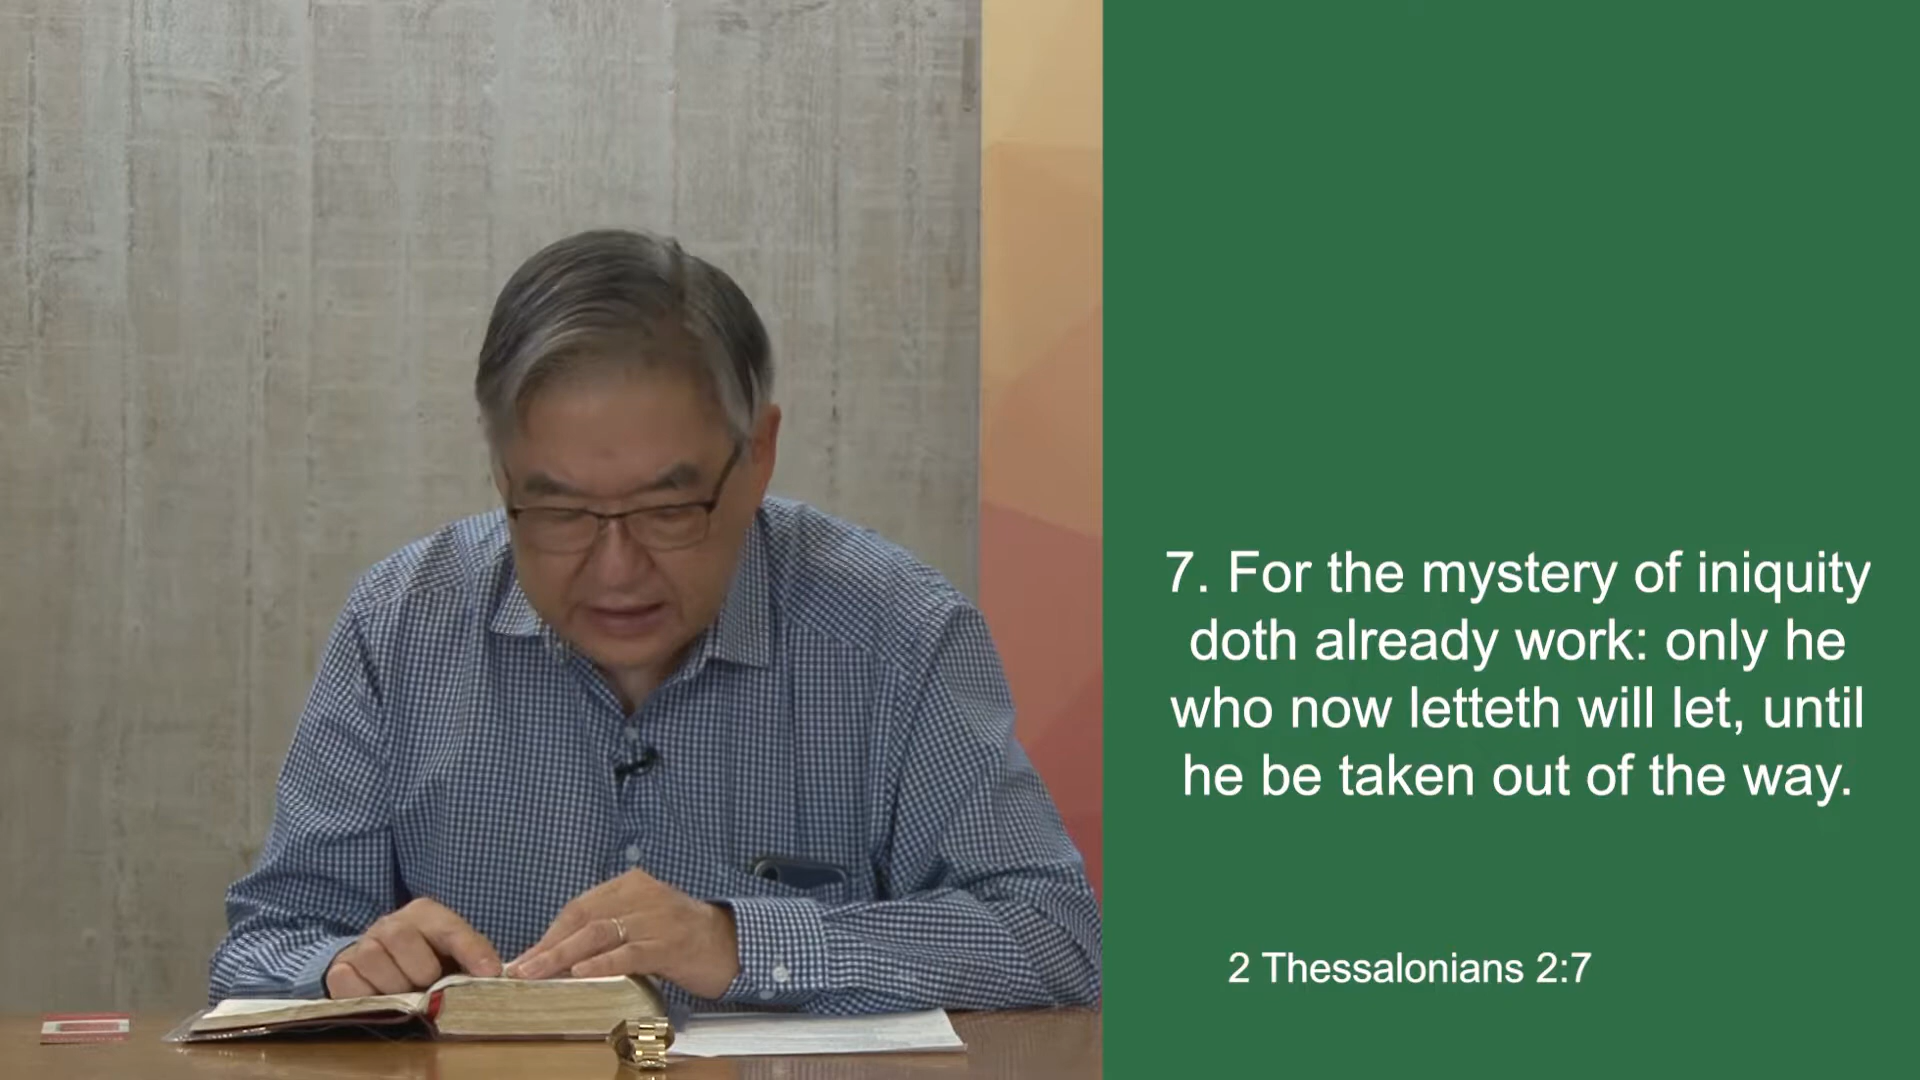 7. For the mystery of iniquity
doth already work: only he
who now letteth will let, until
he be taken out of the way.
2 Thessalonians 2:7